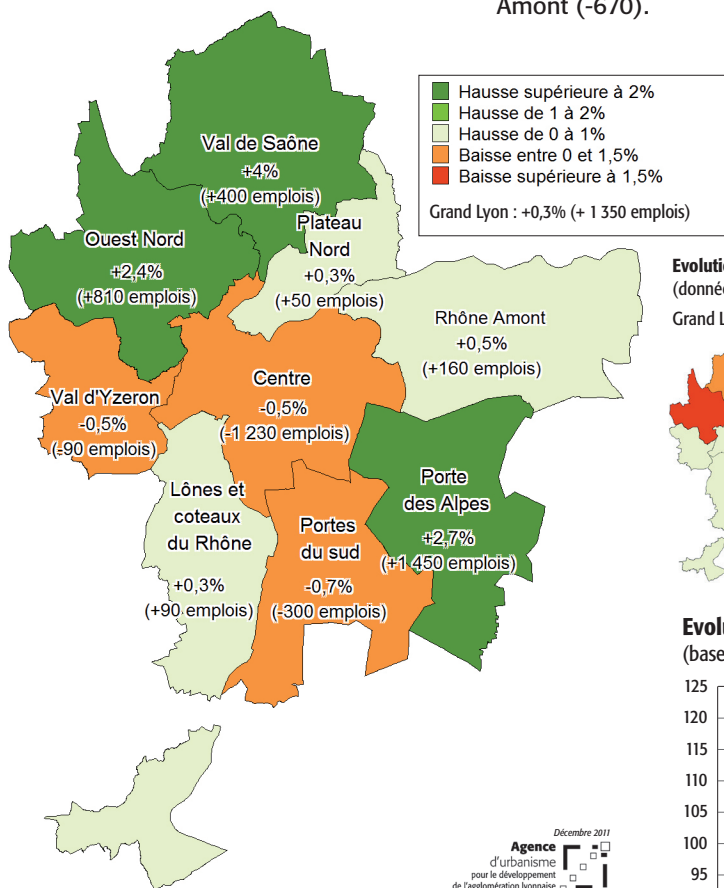 Amont (-670).
Hausse supérieure à 2%
Hausse de 1 à 2%
Hausse de 0 à 1%
Baisse entre 0 et 1,5%
Baisse supérieure à 1,5%
Grand Lyon : +0,3% (+ 1 350 emplois)
Val de Saône
+4%
(+400 emplois)
Plateau
Nord
+0,3%
(+50 emplois)
Ouest Nord
+2,4%
(+810 emplois)
Rhône Amont
+0,5%
(+160 emplois)
Centre
-0,5%
(-1 230 emplois)
Val d'Yzeron
-0,5%
(-90 emplois)
Porte
des Alpes
+2,7%
(+1 450 emplois)
Lônes et
coteaux
du Rhône
+0,3%
(+90 emplois)
Portes
du sud
-0,7%
(-300 emplois)
Evolutio
(donnée
Grand L
Evolu
(base
125
120
115
110
105
100
95
Décembre 2011
Agence
d'urbanisme
pour le développement
de l'agglomération lyonnaise